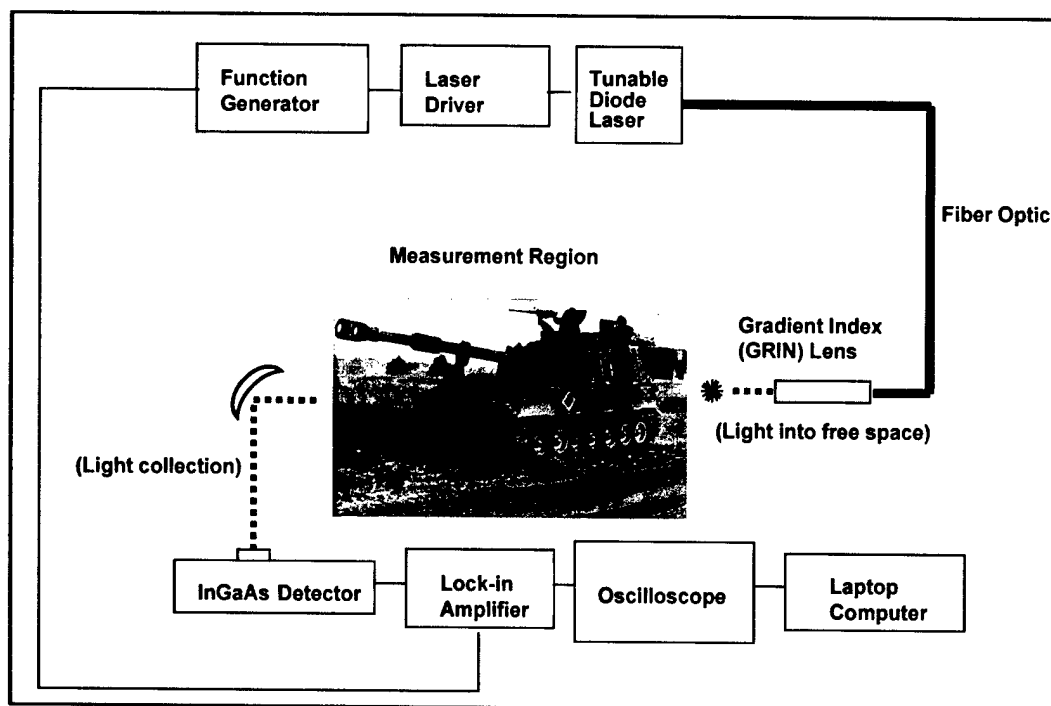 Function
Generator
Laser
Driver
Tunable
Diode
Laser
Fiber Optic
Measurement Region
Gradient Index
(GRIN) Lens
(Light into free space)
(Light collection)
InGaAs Detector
Lock-in
Amplifier
Oscilloscope
Laptop
Computer